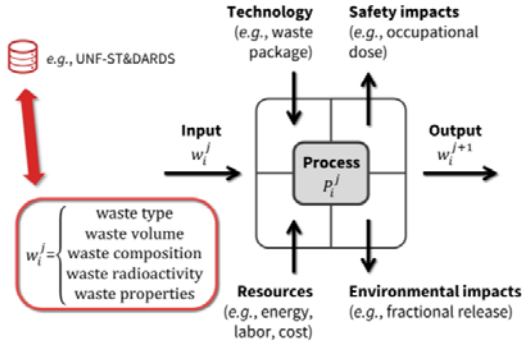 Technology
(e.g., waste
package)
Safety impacts
(e.g., occupational
dose)
e.g., UNF-ST&DARDS
Input
w_i^j
Process
P_i^j
Output
w_i^{j+1}
w_i^j={
waste type
waste volume
waste composition
waste radioactivity
waste properties
Resources
(e.g., energy,
labor, cost)
Environmental impacts
(e.g., fractional release)